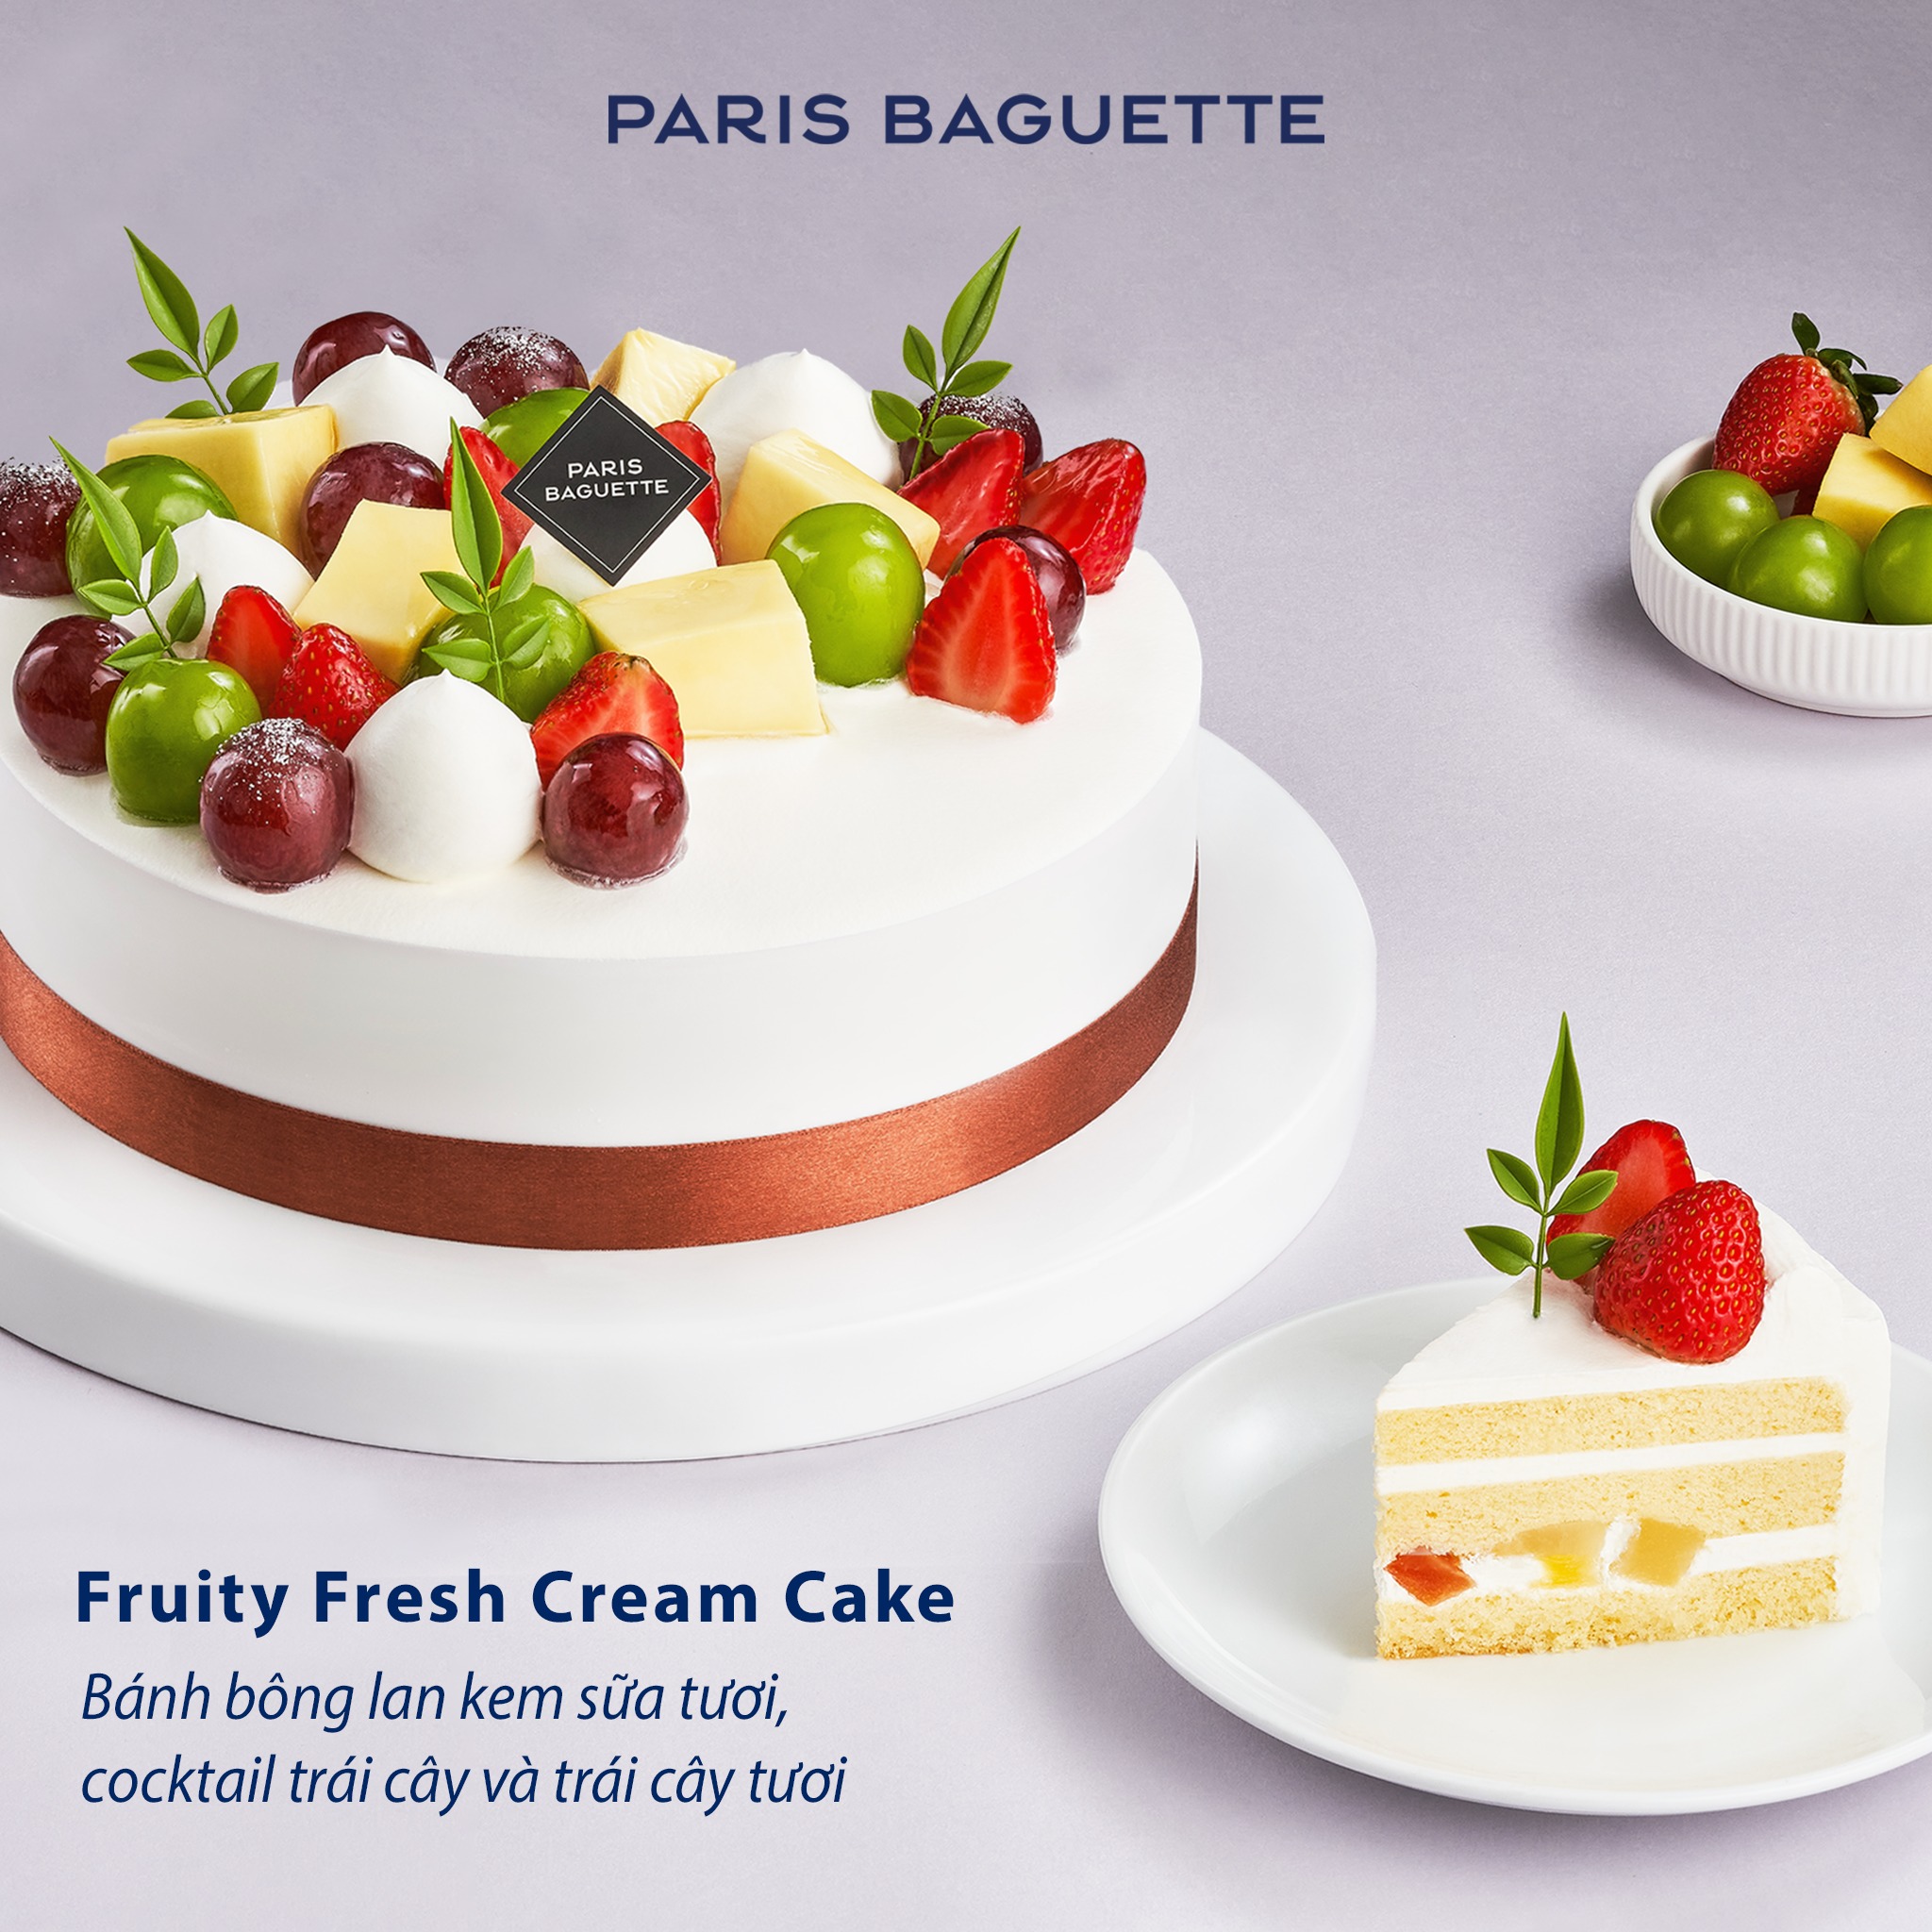 PARIS BAGUETTE
PARIS
BAGUETTE
Fruity Fresh Cream Cake
Bánh bông lan kem sữa tươi,
cocktail trái cây và trái cây tươi